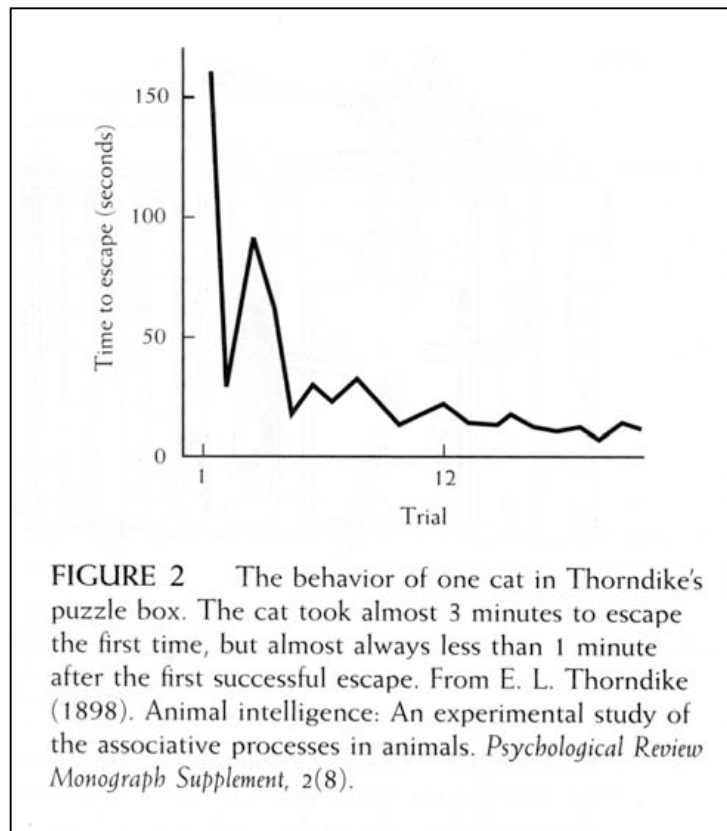 150
100
50
0
Time to escape (seconds)
1 12
Trial
FIGURE 2 The behavior of one cat in Thorndike's
puzzle box. The cat took almost 3 minutes to escape
the first time, but almost always less than 1 minute
after the first successful escape. From E. L. Thorndike
(1898). Animal intelligence: An experimental study of
the associative processes in animals. Psychological Review
Monograph Supplement, 2(8).